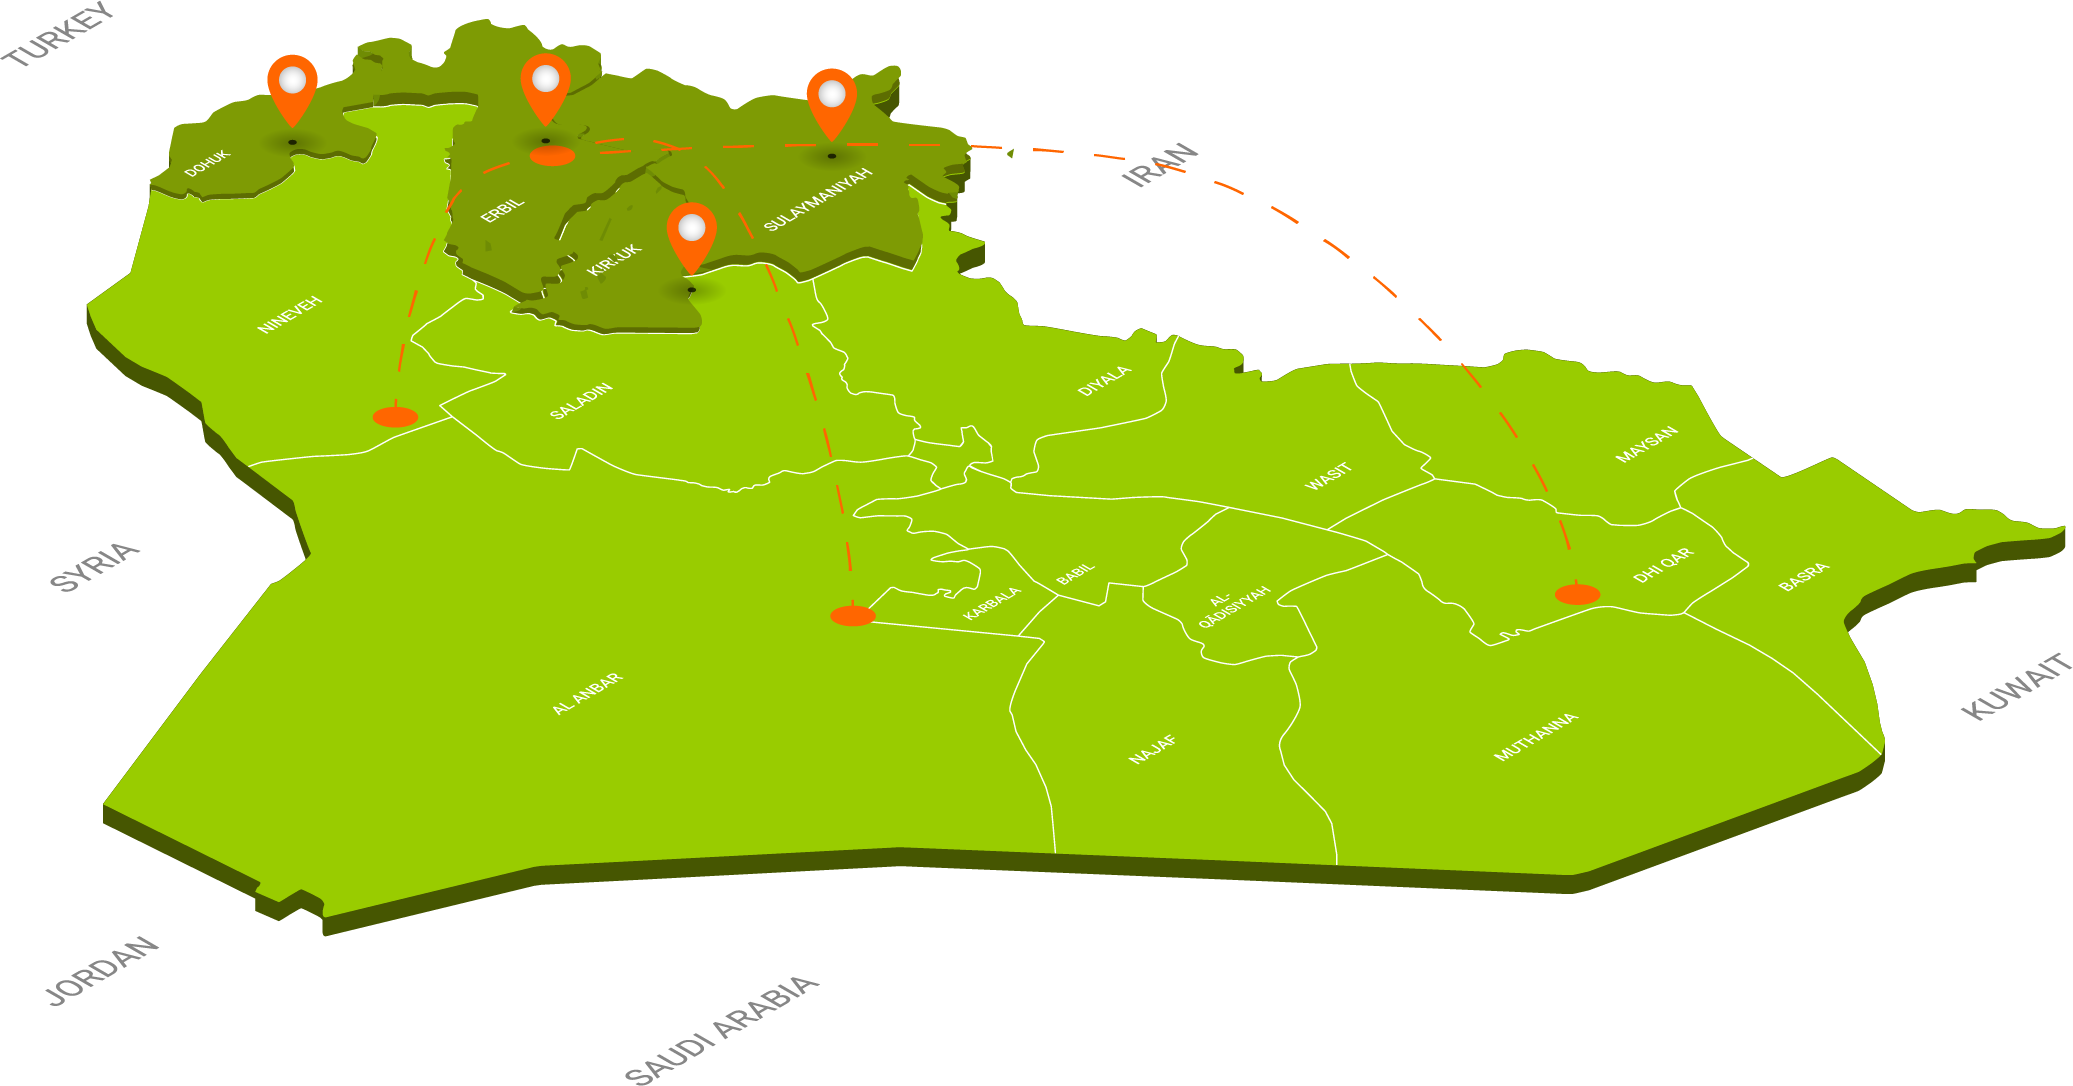 TURKEY
IRAN
DOHUK
ERBIL
SULAYMANIYAH
KIRKUK
NINEVEH
SALADIN
DIYALA
WASIT
MAYSAN
SYRIA
BABIL
KARBALA
AL-
QĀDISIYYAH
DHI QAR
BASRA
AL ANBAR
NAJAF
MUTHANNA
KUWAIT
JORDAN
SAUDI ARABIA